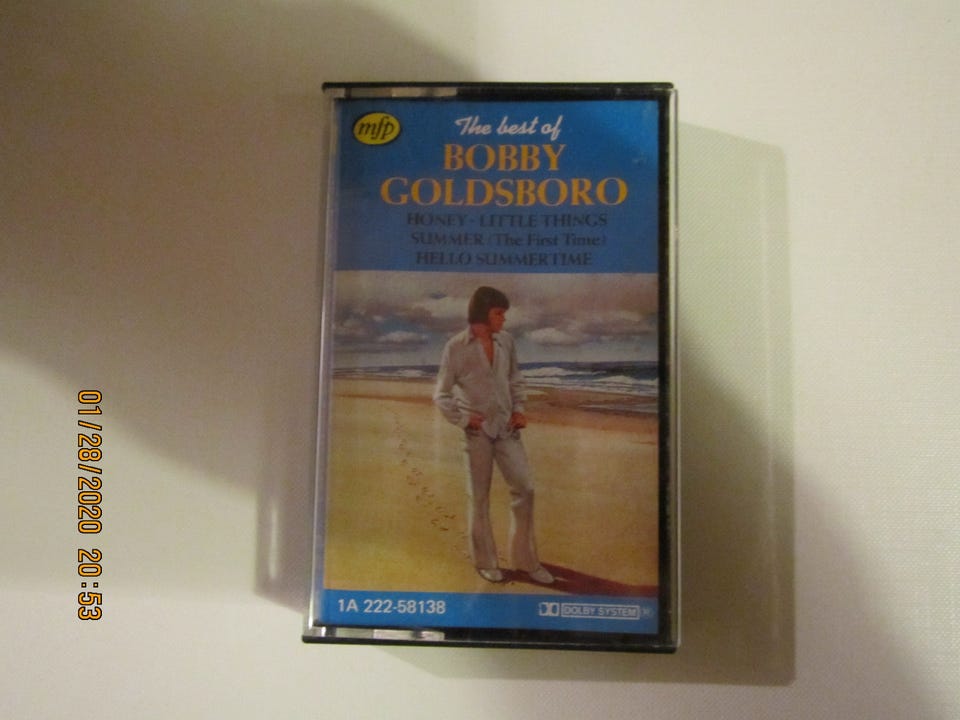 mfp
The best of
BOBBY
GOLDSBORO
HONEY - LITTLE THINGS
SUMMER (The First Time)
HELLO SUMMERTIME
1A 222-58138
DOLBY SYSTEM
01/28/2020 20:53